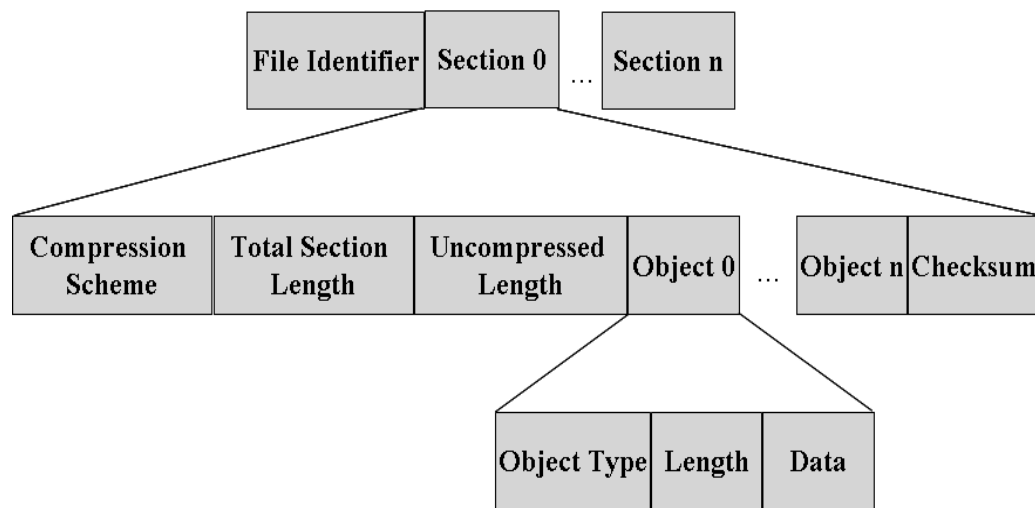 File Identifier Section 0 ... Section n
Compression Total Section Uncompressed
Scheme Length Length Object 0 ... Object n Checksum
Object Type Length Data